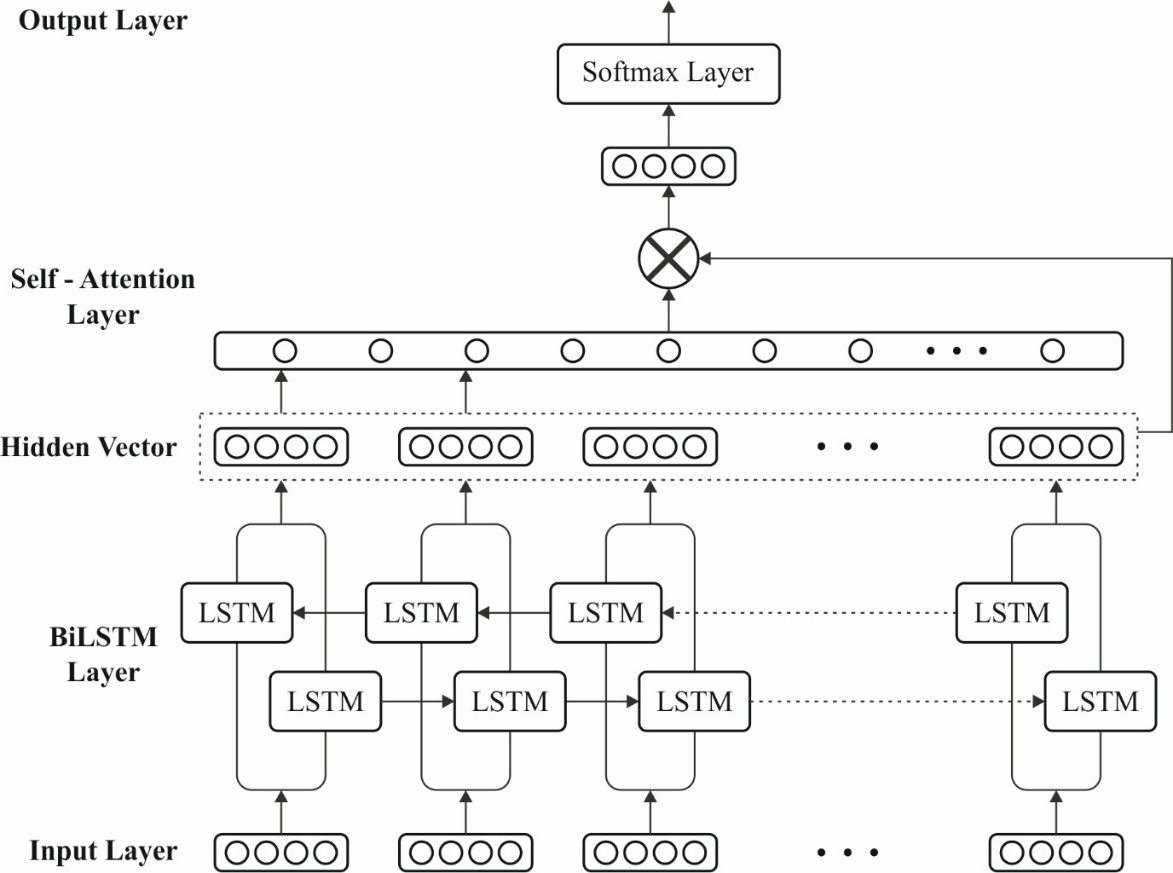 Output Layer
Softmax Layer
Self - Attention
Layer
Hidden Vector
LSTM LSTM LSTM LSTM
BiLSTM
Layer
LSTM LSTM LSTM LSTM
Input Layer